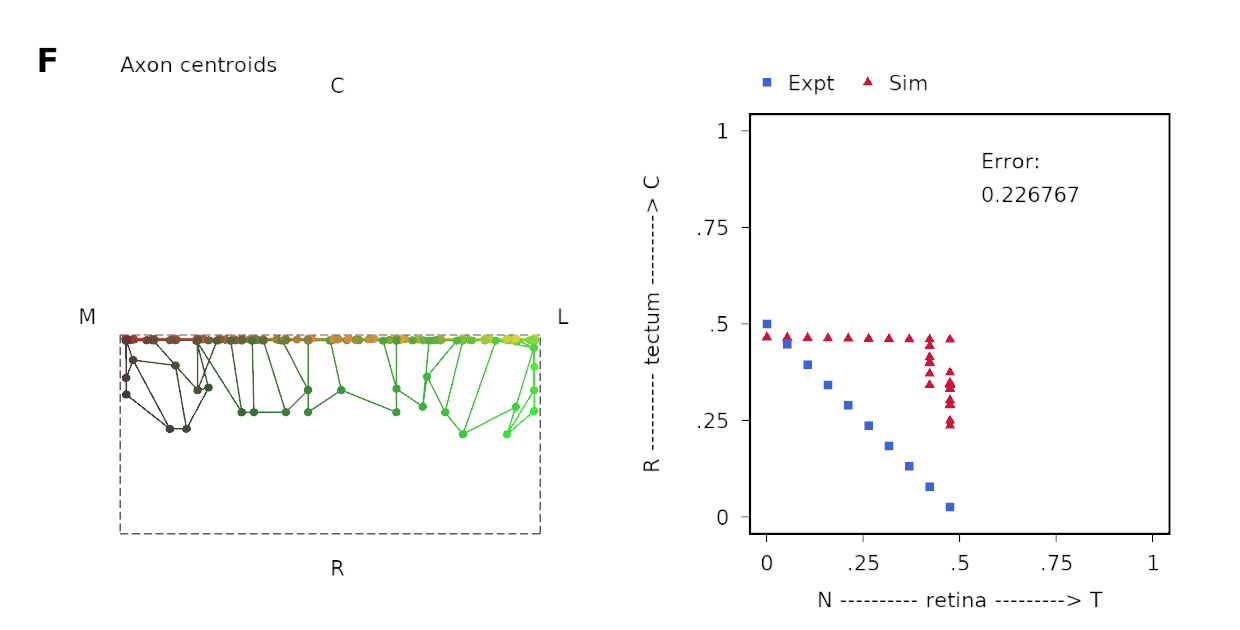 F
Axon centroids
C
M
L
R
Expt
Sim
Error:
0.226767
1
.75
.5
.25
0
R ---------- tectum ----------> C
0
.25
.5
.75
1
N ---------- retina ---------> T